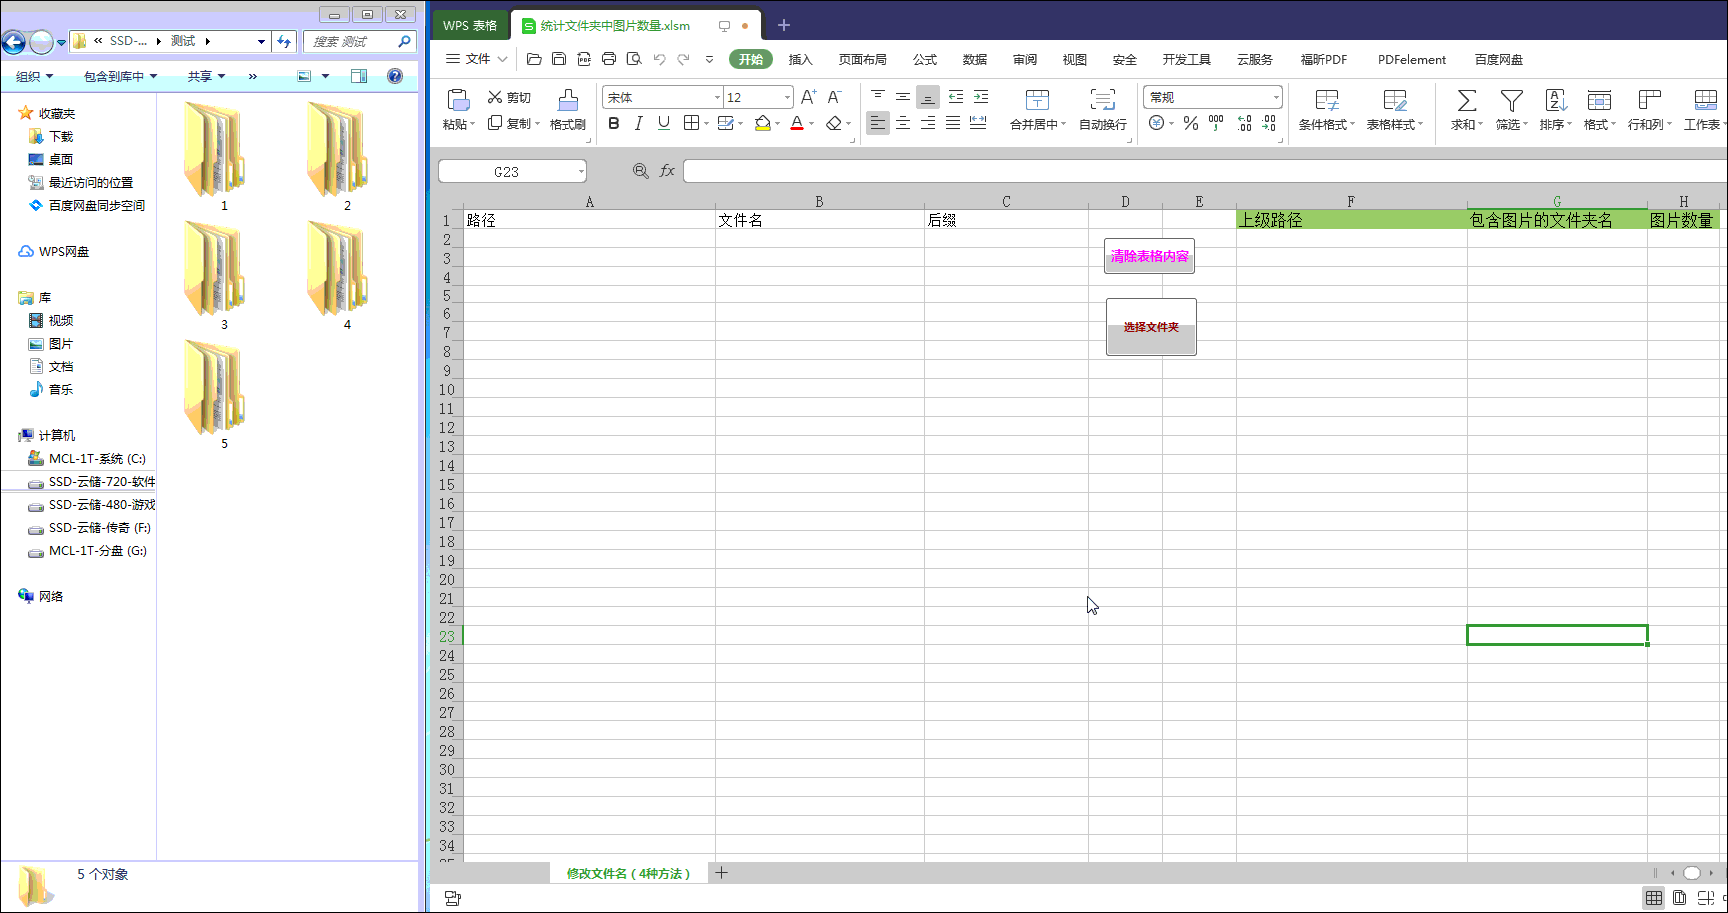 « SSD-... 测试
搜索 测试
组织 包含到库中 共享 »
收藏夹
下载
桌面
最近访问的位置
百度网盘同步空间
WPS网盘
库
视频
图片
文档
音乐
计算机
MCL-1T-系统 (C:)
SSD-云储-720-软件
SSD-云储-480-游戏
SSD-云储-传奇 (F:)
MCL-1T-分盘 (G:)
网络
1
2
3
4
5
5 个对象
WPS 表格 统计文件夹中图片数量.xlsm
文件 开始 插入 页面布局 公式 数据 审阅 视图 安全 开发工具 云服务 福昕PDF PDFelement 百度网盘
粘贴 剪切 复制 格式刷
宋体 12
B I U A
合并居中 自动换行
常规
条件格式 表格样式 求和 筛选 排序 格式 行和列 工作表
G23 fx
A B C D E F G H
1 路径 文件名 后缀 上级路径 包含图片的文件夹名 图片数量
2
3
4
5
6
7
8
9
10
11
12
13
14
15
16
17
18
19
20
21
22
23
24
25
26
27
28
29
30
31
32
33
34
清除表格内容
选择文件夹
修改文件名（4种方法）